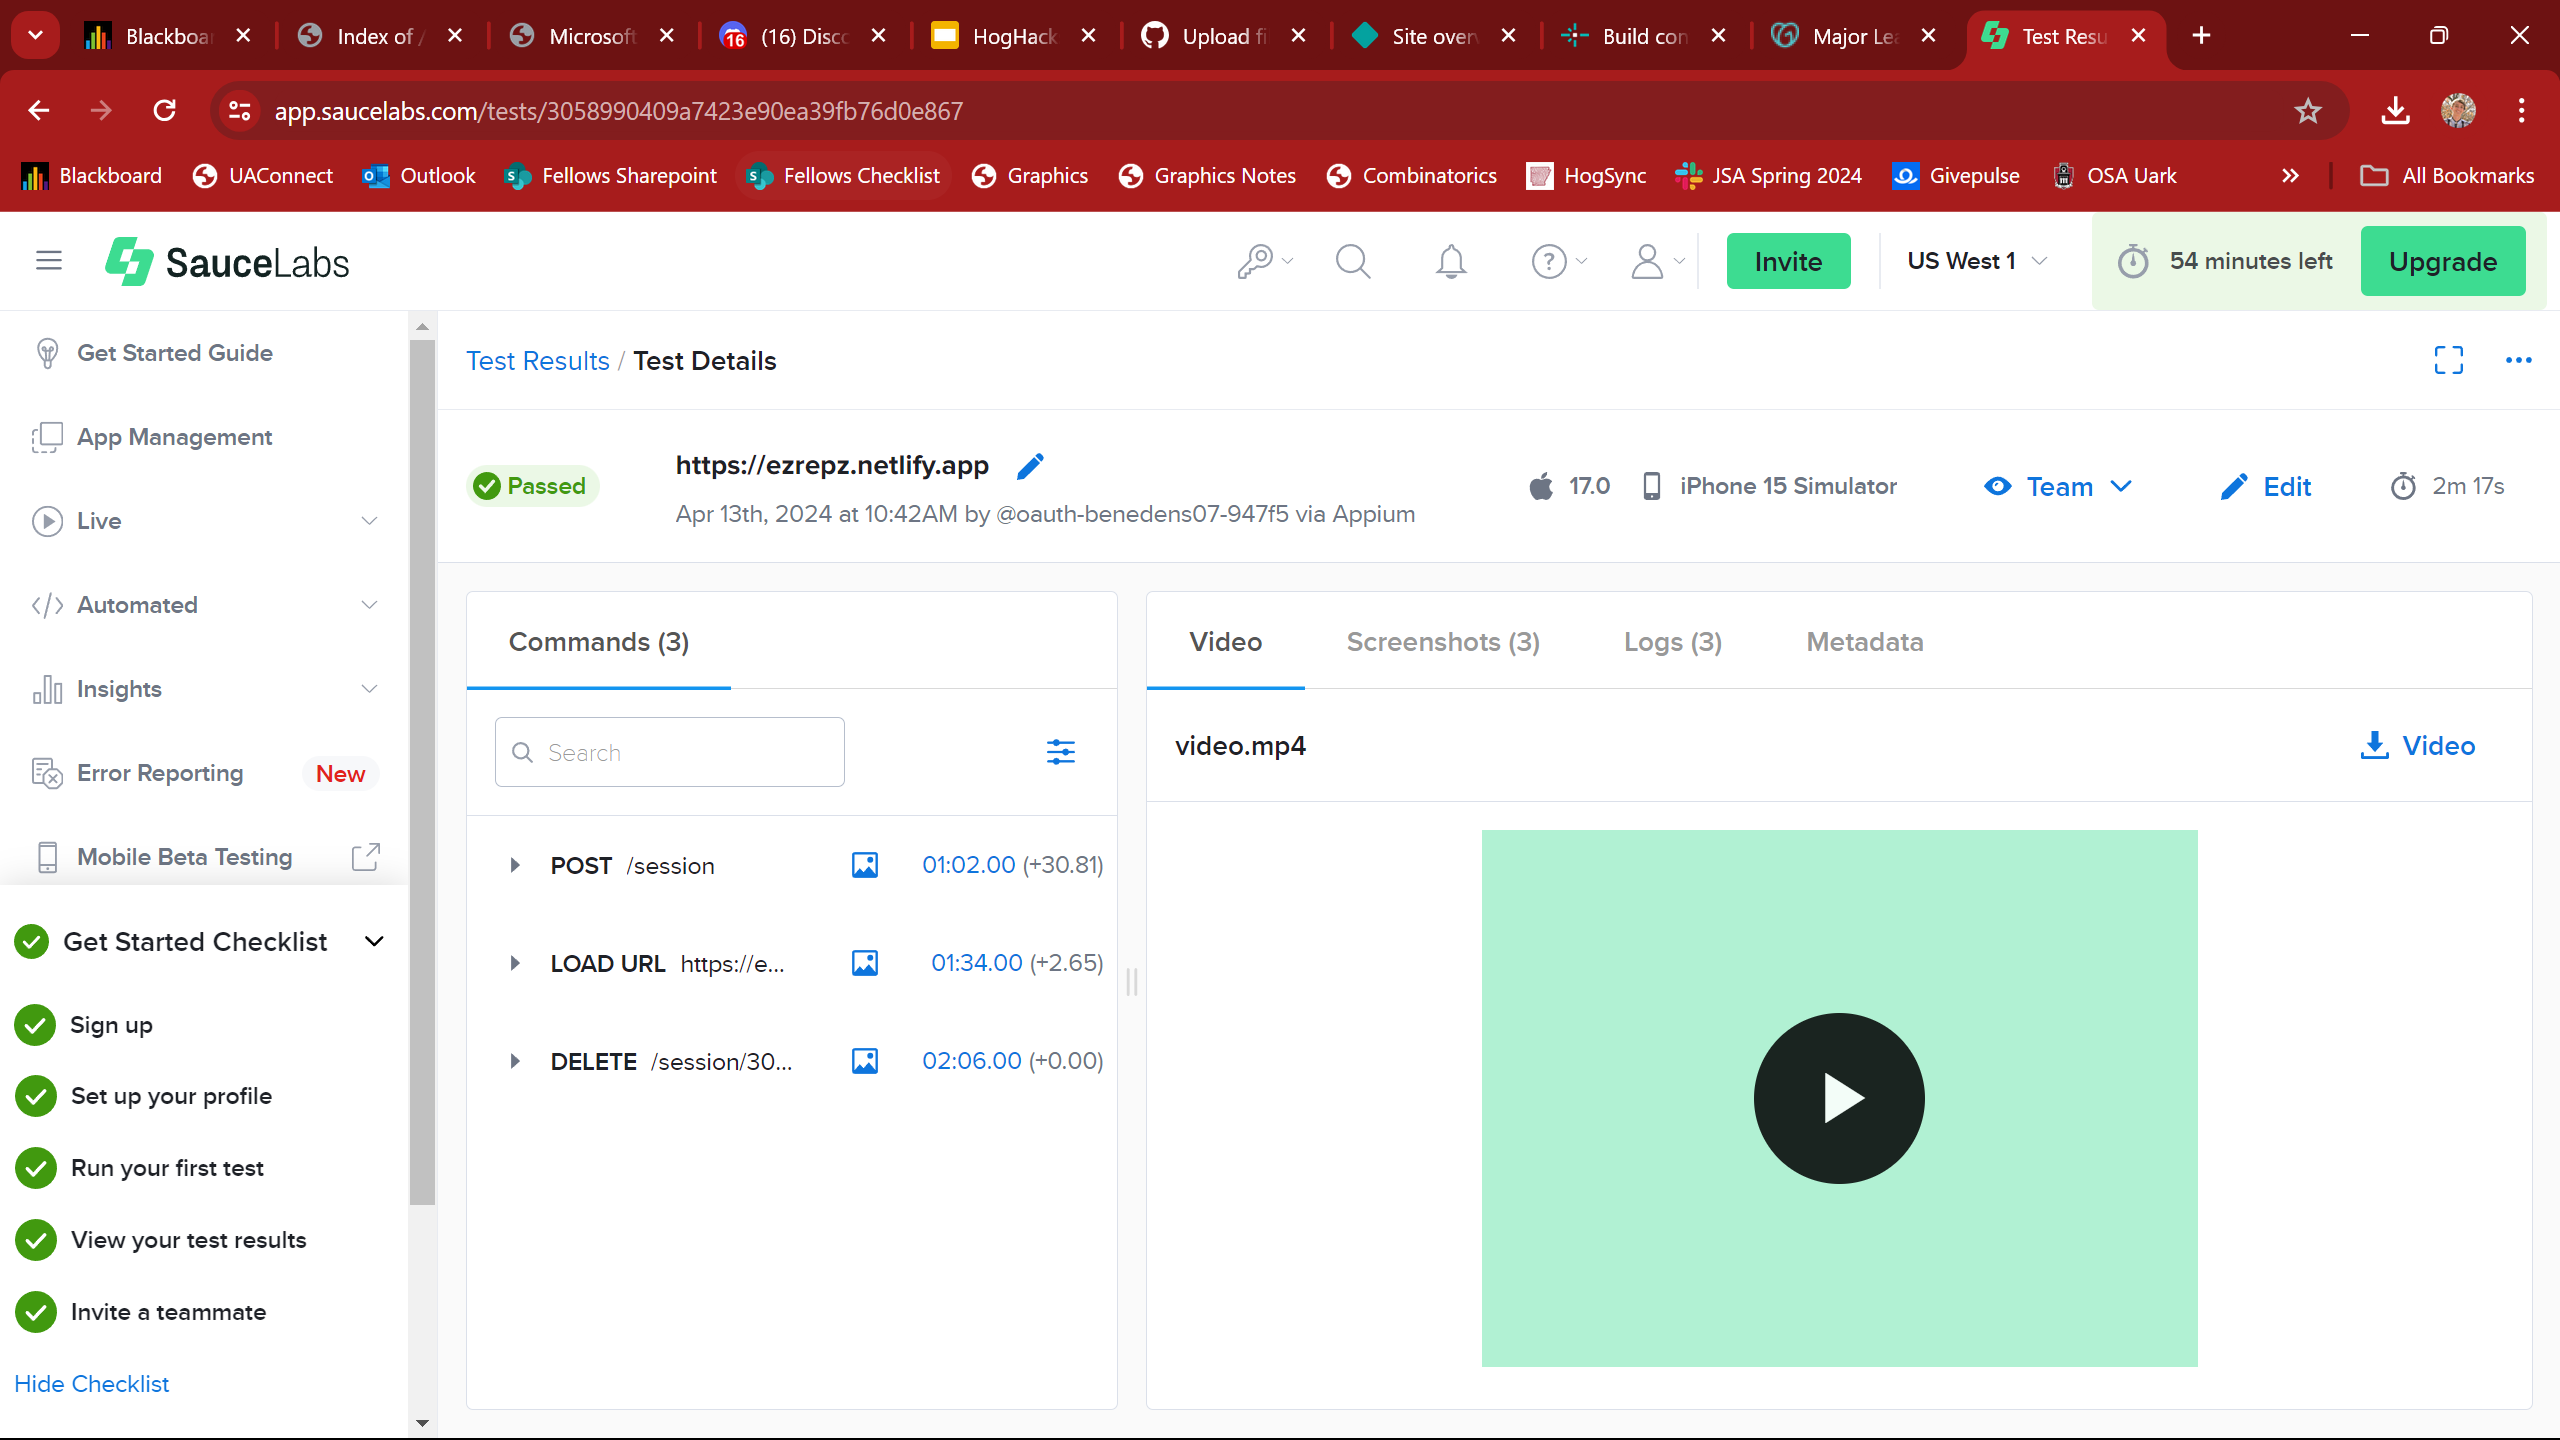 Blackboar
Index of /
Microsoft
16
(16) Disco
HogHack
Upload fi
Site overv
Build con
Major Lea
Test Resu
app.saucelabs.com/tests/3058990409a7423e90ea39fb76d0e867
Blackboard
UAConnect
Outlook
Fellows Sharepoint
Fellows Checklist
Graphics
Graphics Notes
Combinatorics
HogSync
JSA Spring 2024
Givepulse
OSA Uark
All Bookmarks
SauceLabs
Invite
US West 1
54 minutes left
Upgrade
Get Started Guide
App Management
Live
Automated
Insights
Error Reporting New
Mobile Beta Testing
Get Started Checklist
Sign up
Set up your profile
Run your first test
View your test results
Invite a teammate
Hide Checklist
Test Results / Test Details
Passed
https://ezrepz.netlify.app
Apr 13th, 2024 at 10:42AM by @oauth-benedens07-947f5 via Appium
17.0
iPhone 15 Simulator
Team
Edit
2m 17s
Commands (3)
Search
POST /session 01:02.00 (+30.81)
LOAD URL https://e... 01:34.00 (+2.65)
DELETE /session/30... 02:06.00 (+0.00)
Video
Screenshots (3)
Logs (3)
Metadata
video.mp4
Video